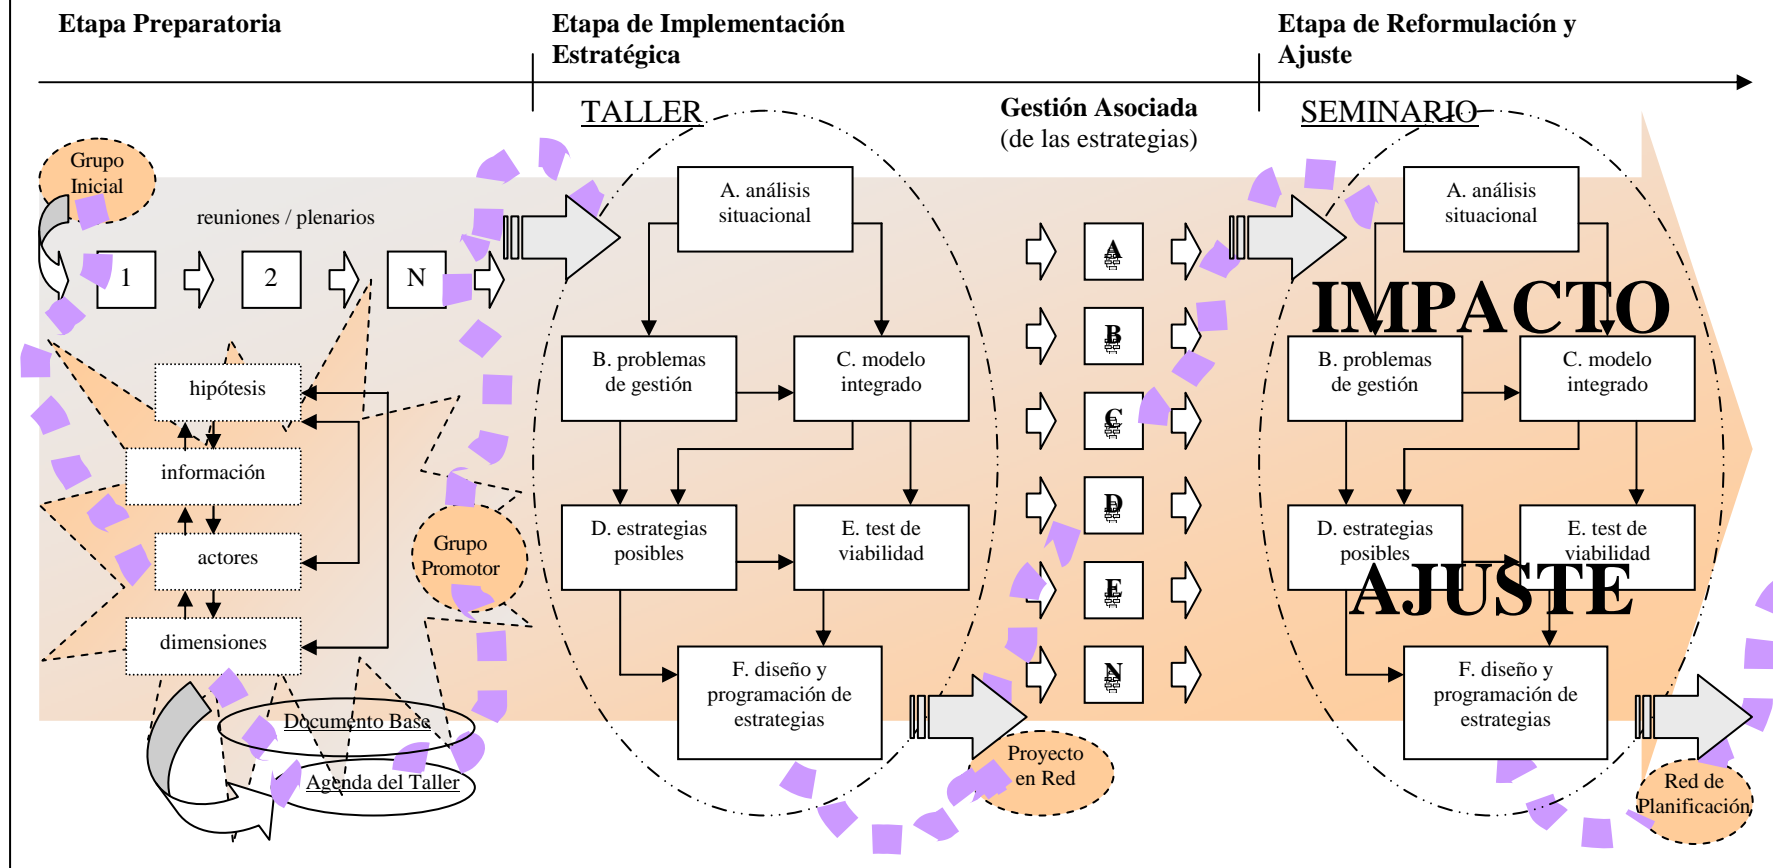 Etapa Preparatoria
Etapa de Implementación
Estratégica
Etapa de Reformulación y
Ajuste
TALLER
Gestión Asociada
(de las estrategias)
SEMINARIO
Grupo
Inicial
reuniones / plenarios
1
2
N
hipótesis
información
actores
dimensiones
Grupo
Promotor
Documento Base
Agenda del Taller
A. análisis
situacional
B. problemas
de gestión
C. modelo
integrado
D. estrategias
posibles
E. test de
viabilidad
F. diseño y
programación de
estrategias
Proyecto
en Red
A
B
C
D
E
N
A. análisis
situacional
IMPACTO
B. problemas
de gestión
C. modelo
integrado
D. estrategias
posibles
E. test de
viabilidad
AJUSTE
F. diseño y
programación de
estrategias
Red de
Planificación